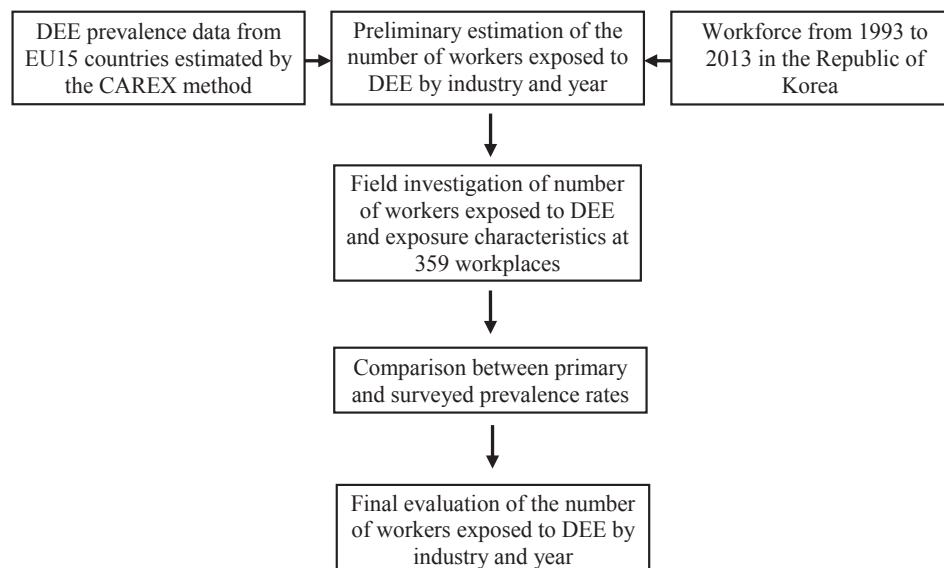 DEE prevalence data from
EU15 countries estimated by
the CAREX method
Preliminary estimation of the
number of workers exposed to
DEE by industry and year
Workforce from 1993 to
2013 in the Republic of
Korea
Field investigation of number
of workers exposed to DEE
and exposure characteristics at
359 workplaces
Comparison between primary
and surveyed prevalence rates
Final evaluation of the number
of workers exposed to DEE by
industry and year